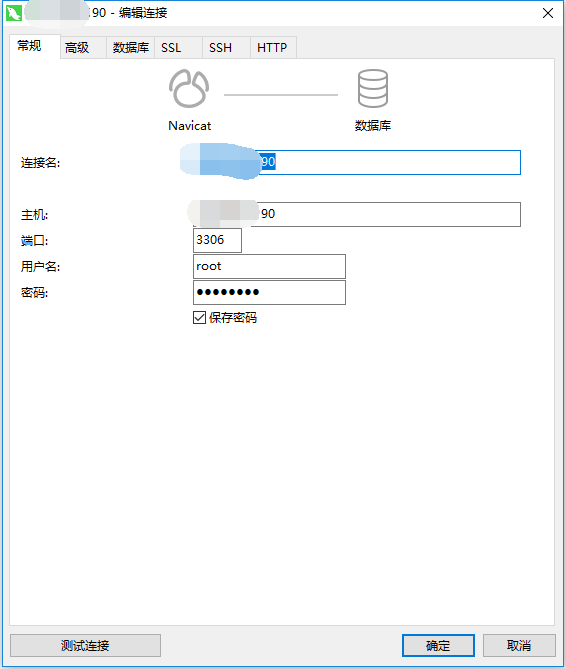 90 - 编辑连接
常规 高级 数据库 SSL SSH HTTP
Navicat 数据库
连接名: 90
主机: 90
端口: 3306
用户名: root
密码: ●●●●●●●●
保存密码
测试连接 确定 取消